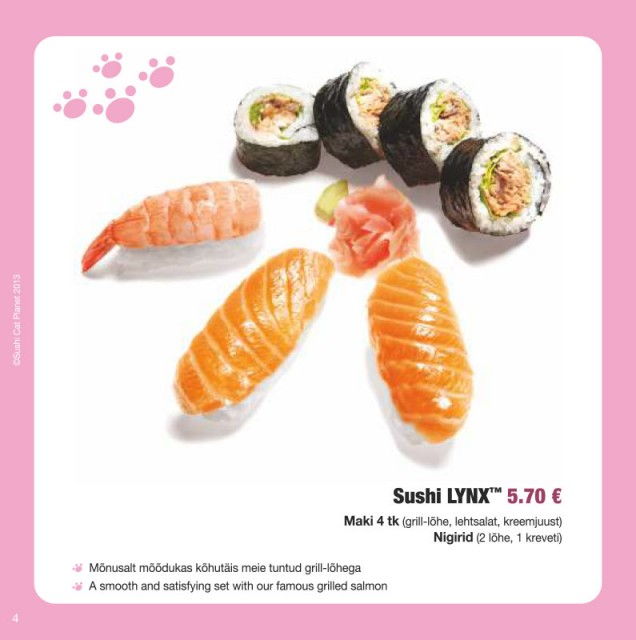 Sushi LYNX™ 5.70 €
Maki 4 tk (grill-lõhe, lehtsalat, kreemjuust)
Nigirid (2 lõhe, 1 kreveti)
Mõnusalt mõõdukas kõhutäis meie tuntud grill-lõhega
A smooth and satisfying set with our famous grilled salmon
©Sushi Cat Planet 2013
4